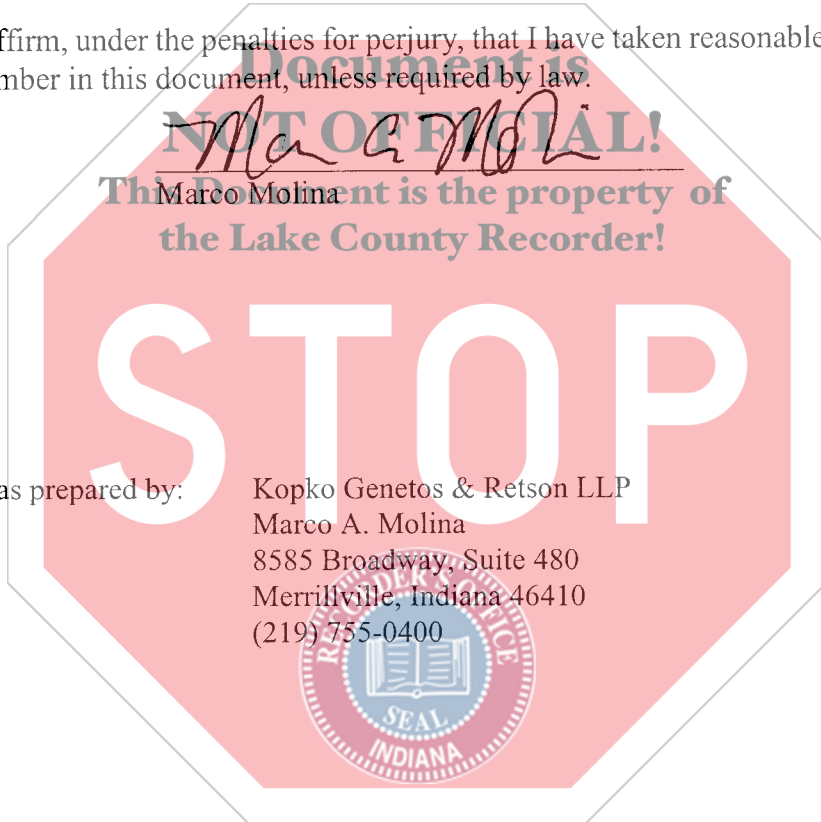 ffirm, under the penalties for perjury, that I have taken reasonable
mber in this document, unless required by law.
Document is
NOT OFFICIAL!
Marco Molina
This Document is the property of
the Lake County Recorder!
STOP
as prepared by: Kopko Genetos & Retson LLP
Marco A. Molina
8585 Broadway, Suite 480
Merrillville, Indiana 46410
(219) 755-0400
RECORDER'S OFFICE
SEAL
INDIANA